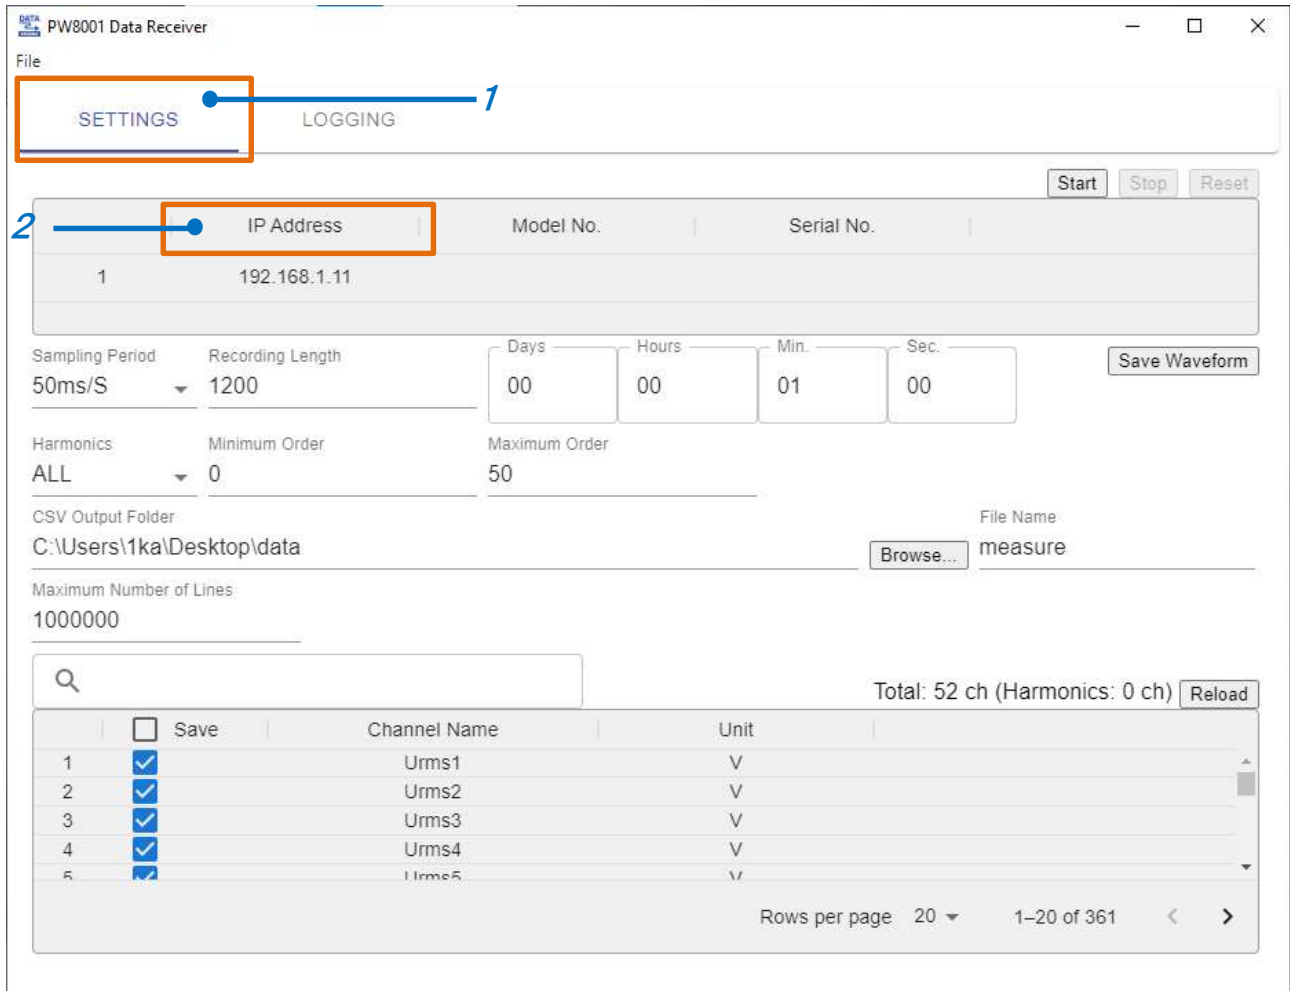 PW8001 Data Receiver
File
1
SETTINGS LOGGING
Start Stop Reset
2 IP Address Model No. Serial No.
1 192.168.1.11
Sampling Period Recording Length Days Hours Min. Sec.
50ms/S 1200 00 00 01 00 Save Waveform
Harmonics Minimum Order Maximum Order
ALL 0 50
CSV Output Folder File Name
C:\Users\1ka\Desktop\data Browse... measure
Maximum Number of Lines
1000000
Total: 52 ch (Harmonics: 0 ch) Reload
Save Channel Name Unit
1 Urms1 V
2 Urms2 V
3 Urms3 V
4 Urms4 V
5 Urms5 V
Rows per page 20 1–20 of 361